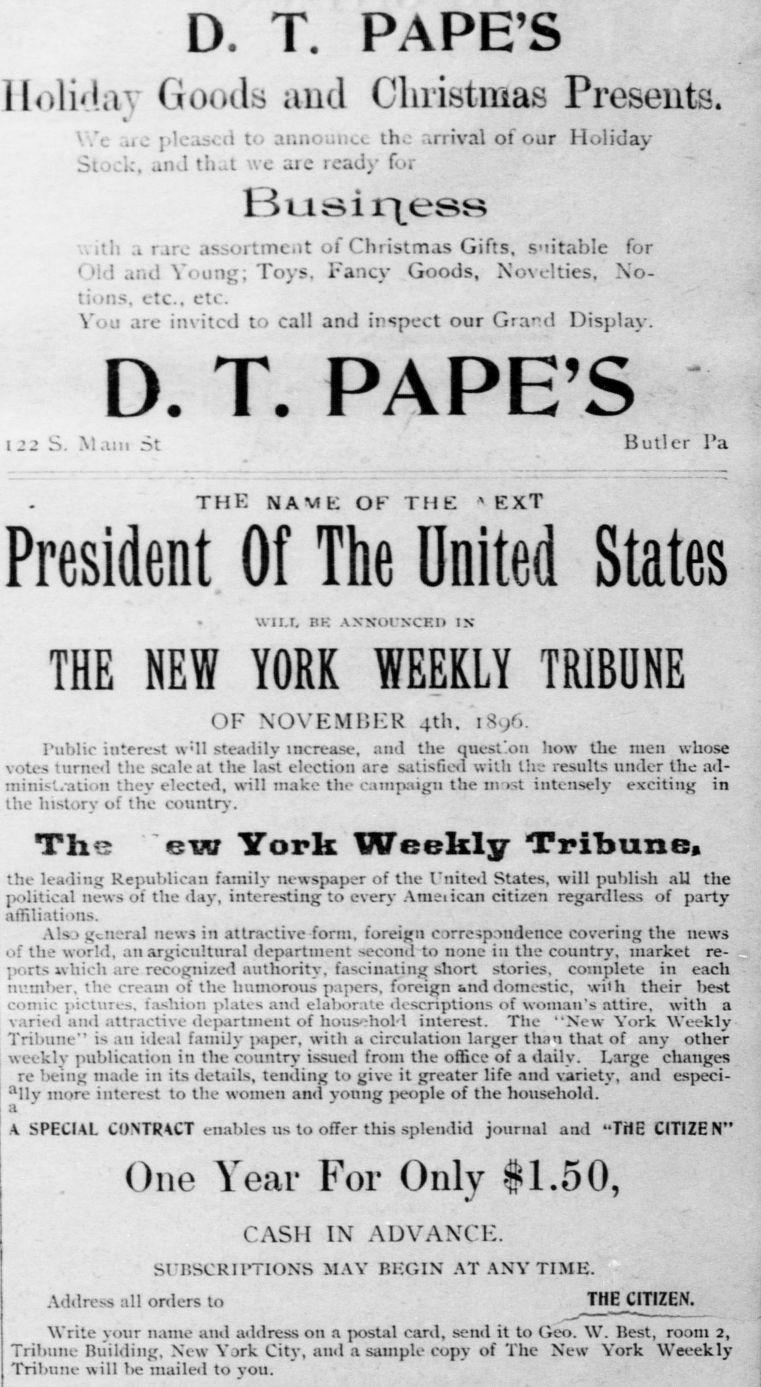 D. T. PAPE'S
Holiday Goods and Christmas Presents.
We are pleased to announce the arrival of our Holiday
Stock, and that we are ready for
Business
with a rare assortment of Christmas Gifts, suitable for
Old and Young; Toys, Fancy Goods, Novelties, No-
tions, etc., etc.
You are invited to call and inspect our Grand Display.
D. T. PAPE'S
122 S. Main St Butler Pa
THE NAME OF THE EXT
President Of The United States
WILL BE ANNOUNCED IN
THE NEW YORK WEEKLY TRIBUNE
OF NOVEMBER 4th, 1896.
Public interest will steadily increase, and the question how the men whose
votes turned the scale at the last election are satisfied with the results under the ad-
ministration they elected, will make the campaign the most intensely exciting in
the history of the country.
The ew York Weekly Tribune,
the leading Republican family newspaper of the United States, will publish all the
political news of the day, interesting to every American citizen regardless of party
affiliations.
Also general news in attractive form, foreign correspondence covering the news
of the world, an argicultural department second to none in the country, market re-
ports which are recognized authority, fascinating short stories, complete in each
number, the cream of the humorous papers, foreign and domestic, with their best
comic pictures, fashion plates and elaborate descriptions of woman's attire, with a
varied and attractive department of household interest. The "New York Weekly
Tribune" is an ideal family paper, with a circulation larger than that of any other
weekly publication in the country issued from the office of a daily. Large changes
re being made in its details, tending to give it greater life and variety, and especi-
ally more interest to the women and young people of the household.
a
A SPECIAL CONTRACT enables us to offer this splendid journal and "THE CITIZEN"
One Year For Only $1.50,
CASH IN ADVANCE.
SUBSCRIPTIONS MAY BEGIN AT ANY TIME.
Address all orders to THE CITIZEN.
Write your name and address on a postal card, send it to Geo. W. Best, room 2,
Tribune Building, New York City, and a sample copy of The New York Weeekly
Tribune will be mailed to you.